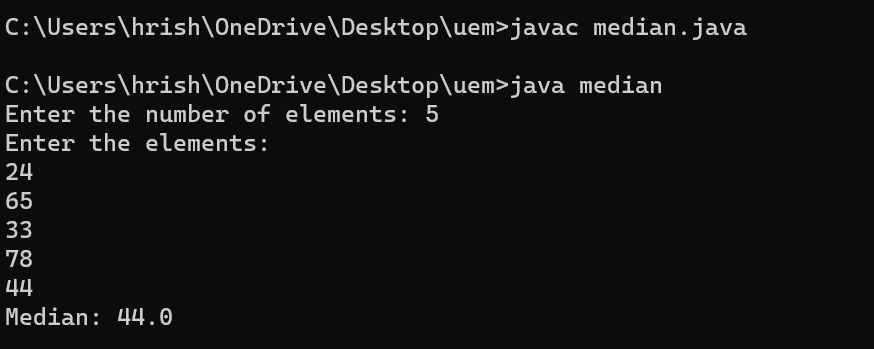 C:\Users\hrish\OneDrive\Desktop\uem>javac median.java
C:\Users\hrish\OneDrive\Desktop\uem>java median
Enter the number of elements: 5
Enter the elements:
24
65
33
78
44
Median: 44.0